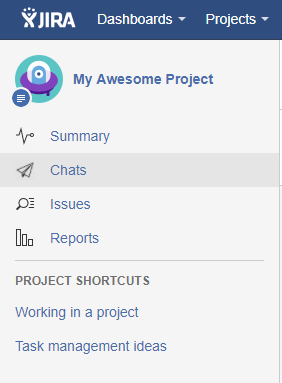 JIRA Dashboards Projects
My Awesome Project
Summary
Chats
Issues
Reports
PROJECT SHORTCUTS
Working in a project
Task management ideas